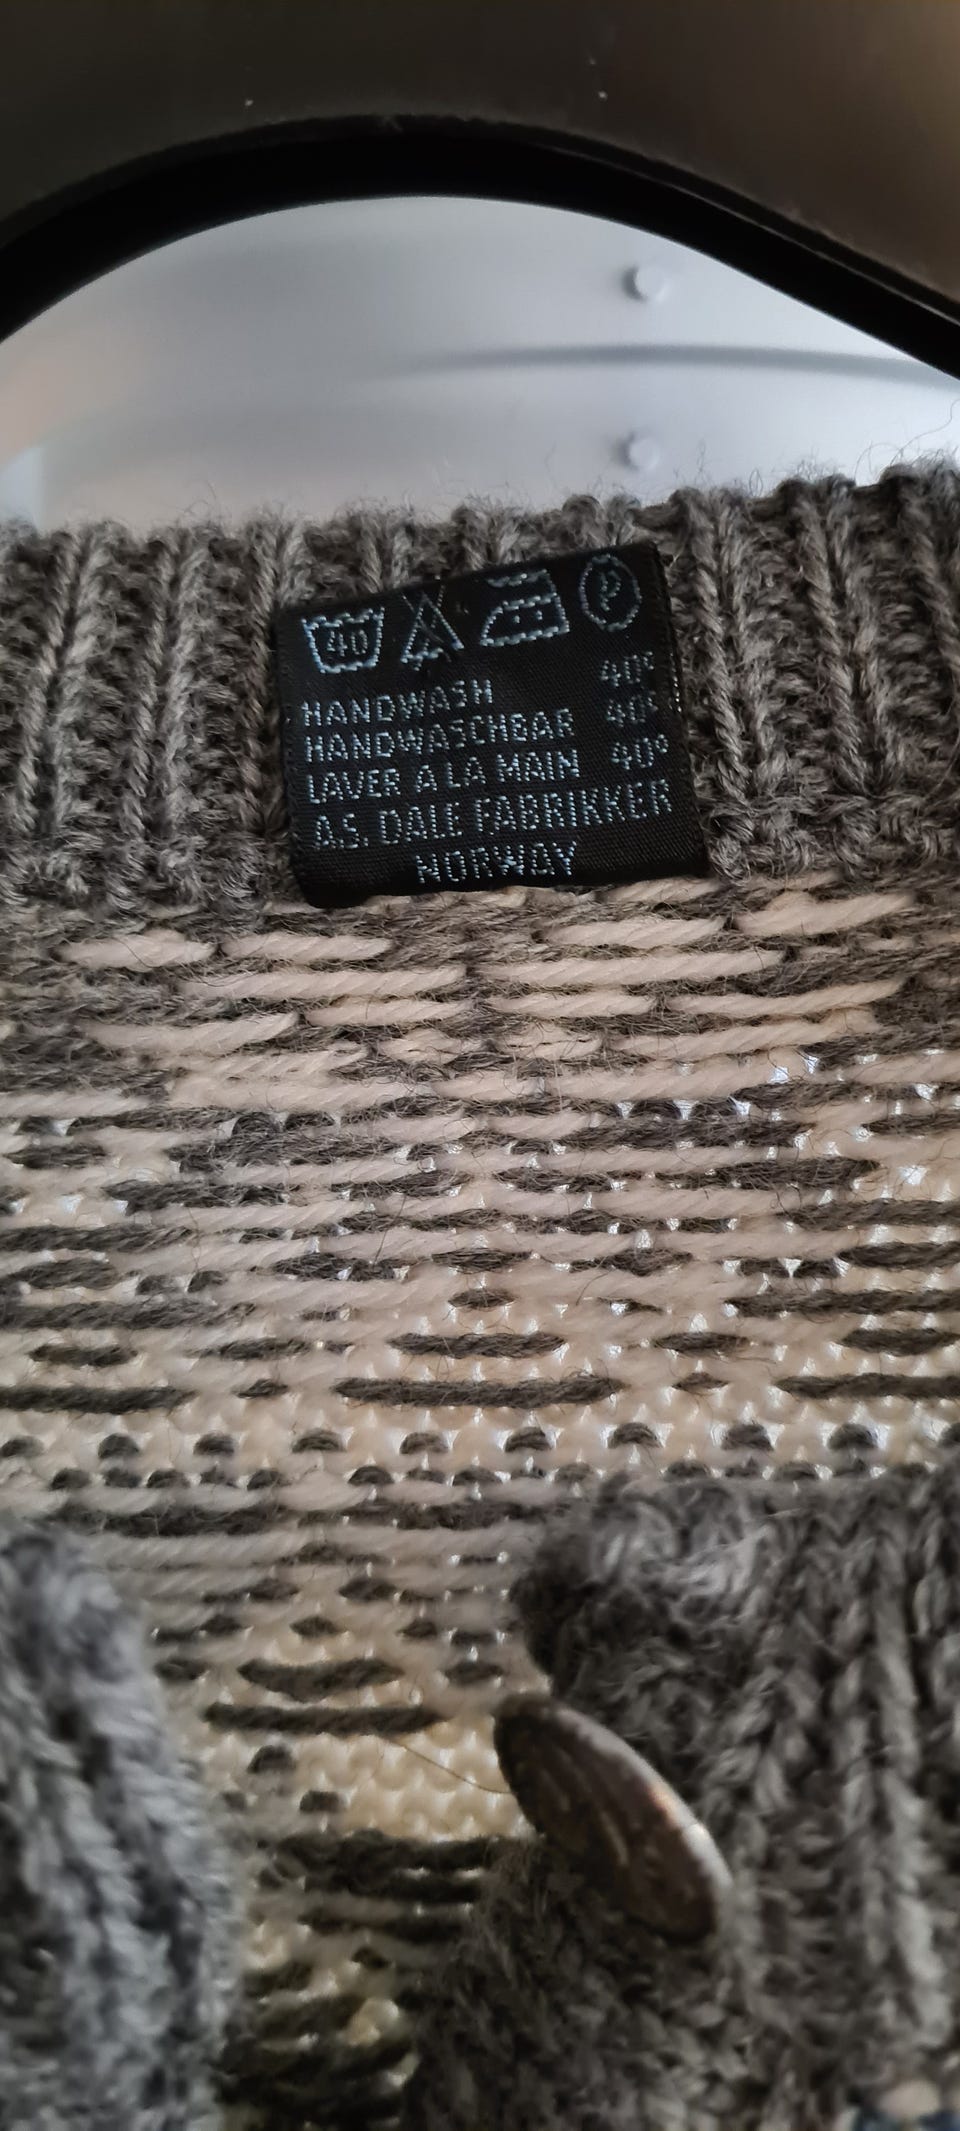 40 P
HANDWASH 40°
HANDWASCHBAR 40°
LAVER A LA MAIN 40°
A.S. DALE FABRIKKER
NORWAY